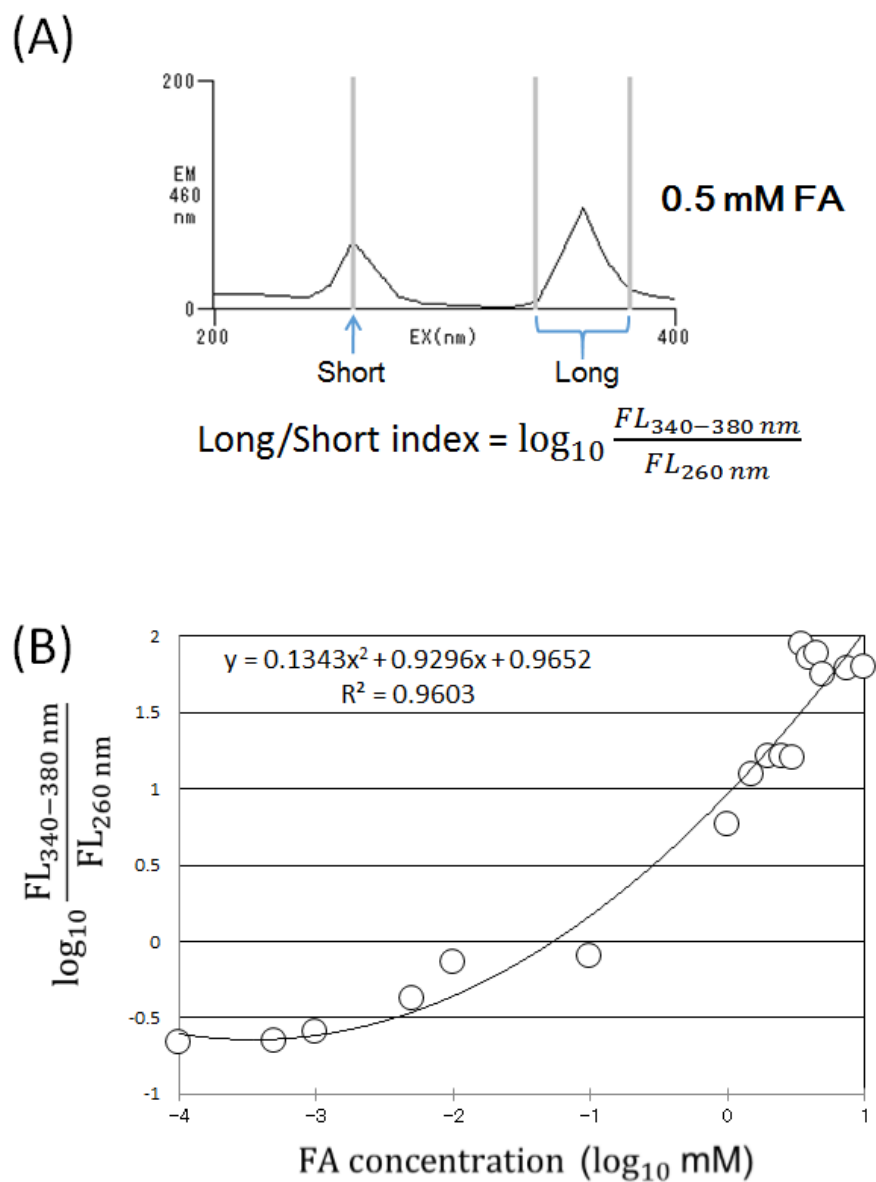 (A)
200
EM
460
nm
0
0.5 mM FA
200
EX(nm)
400
Short
Long
Long/Short index = log₁₀ FL₃₄₀₋₃₈₀ nm / FL₂₆₀ nm
(B)
y = 0.1343x² + 0.9296x + 0.9652
R² = 0.9603
log₁₀ FL₃₄₀₋₃₈₀ nm / FL₂₆₀ nm
2
1.5
1
0.5
0
-0.5
-1
-4
-3
-2
-1
0
1
FA concentration (log₁₀ mM)